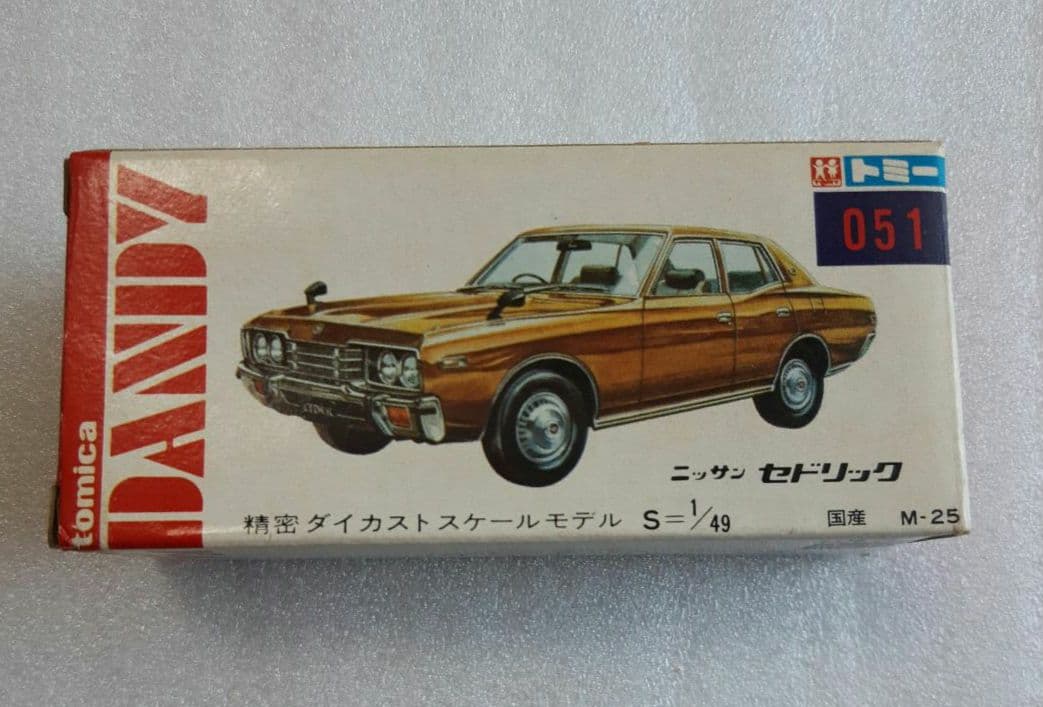 tomica
DANDY
TOMY
トミー
051
ニッサン セドリック
精密ダイカストスケールモデル S=1/49
国産 M-25